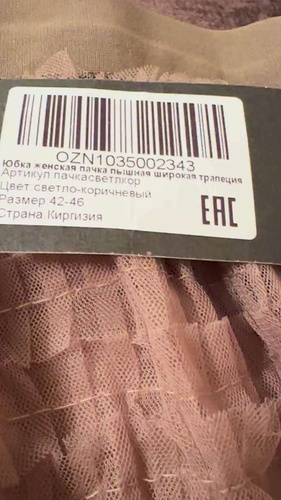 OZN1035002343
Юбка женская пачка пышная широкая трапеция
Артикул пачкасветлкор
Цвет светло-коричневый
Размер 42-46
Страна Киргизия
EAC